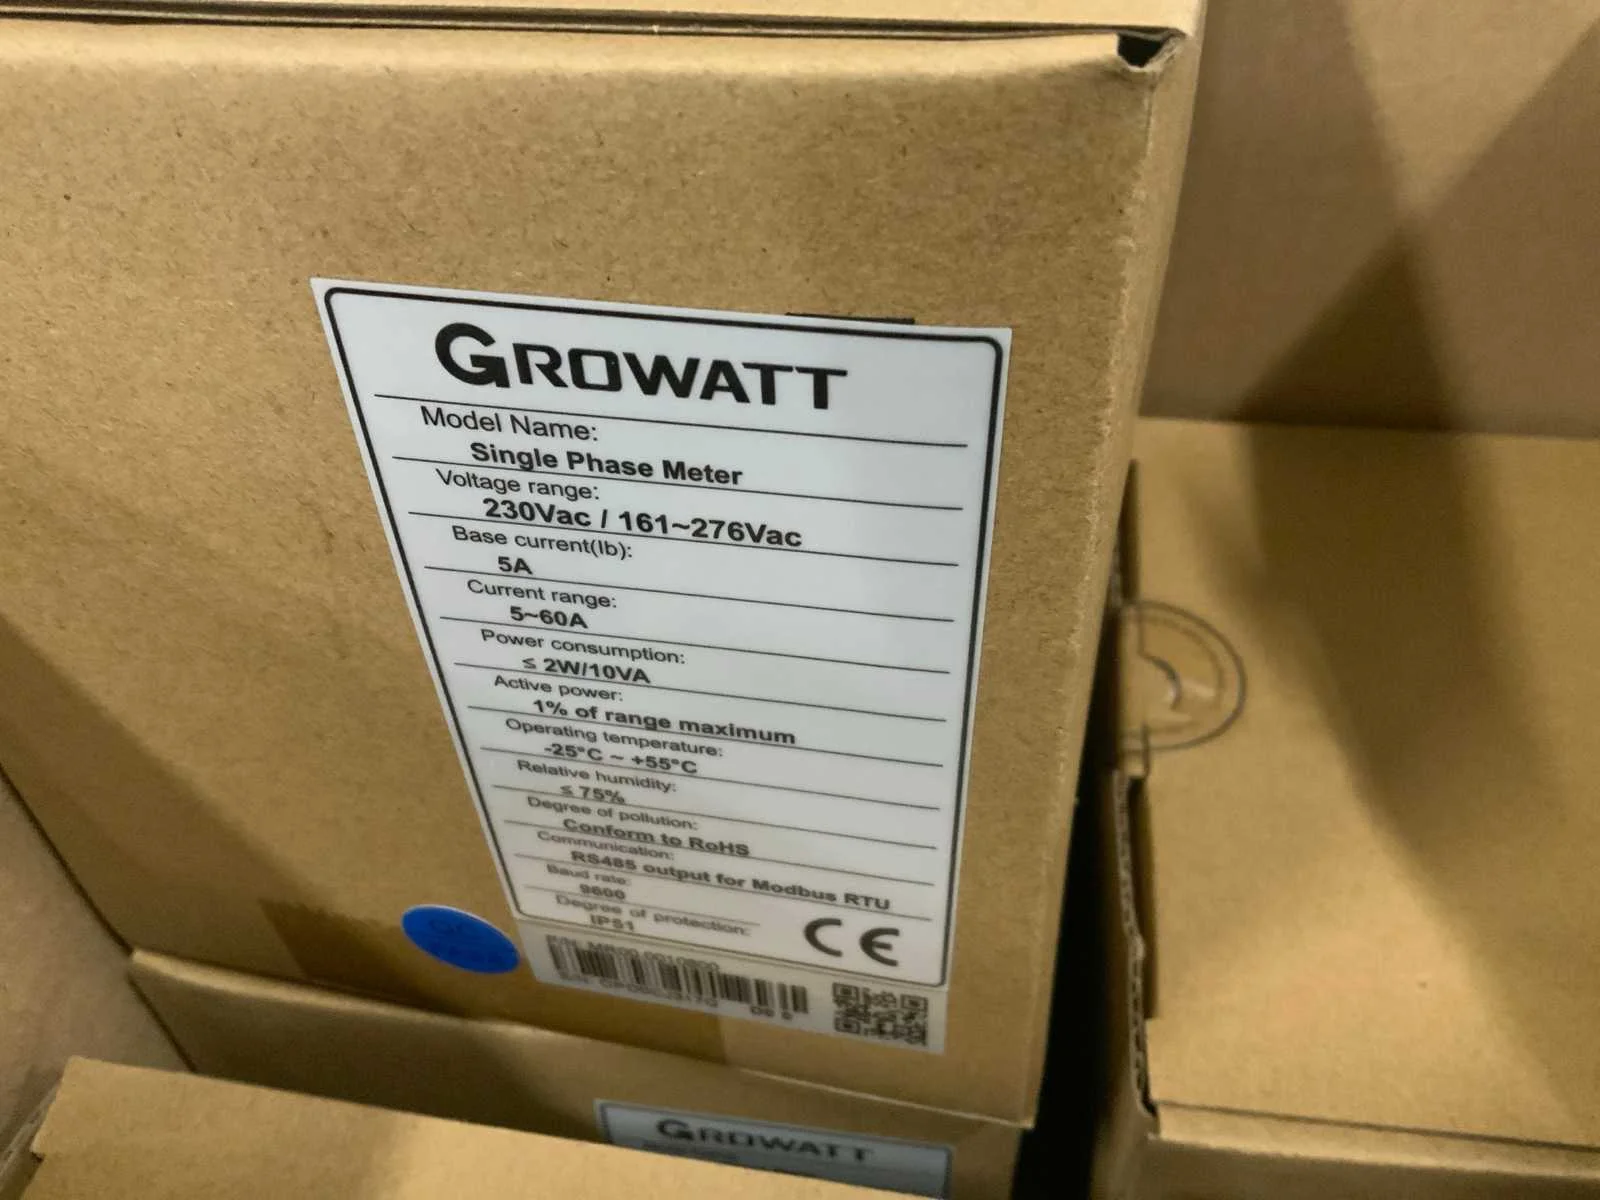 GROWATT
Model Name:
Single Phase Meter
Voltage range:
230Vac / 161~276Vac
Base current(Ib):
5A
Current range:
5~60A
Power consumption:
≤ 2W/10VA
Active power:
1% of range maximum
Operating temperature:
-25°C ~ +55°C
Relative humidity:
≤ 75%
Degree of pollution:
Conform to RoHS
Communication:
RS485 output for Modbus RTU
Baud rate:
9600
Degree of protection:
IP51
CE
GROWATT